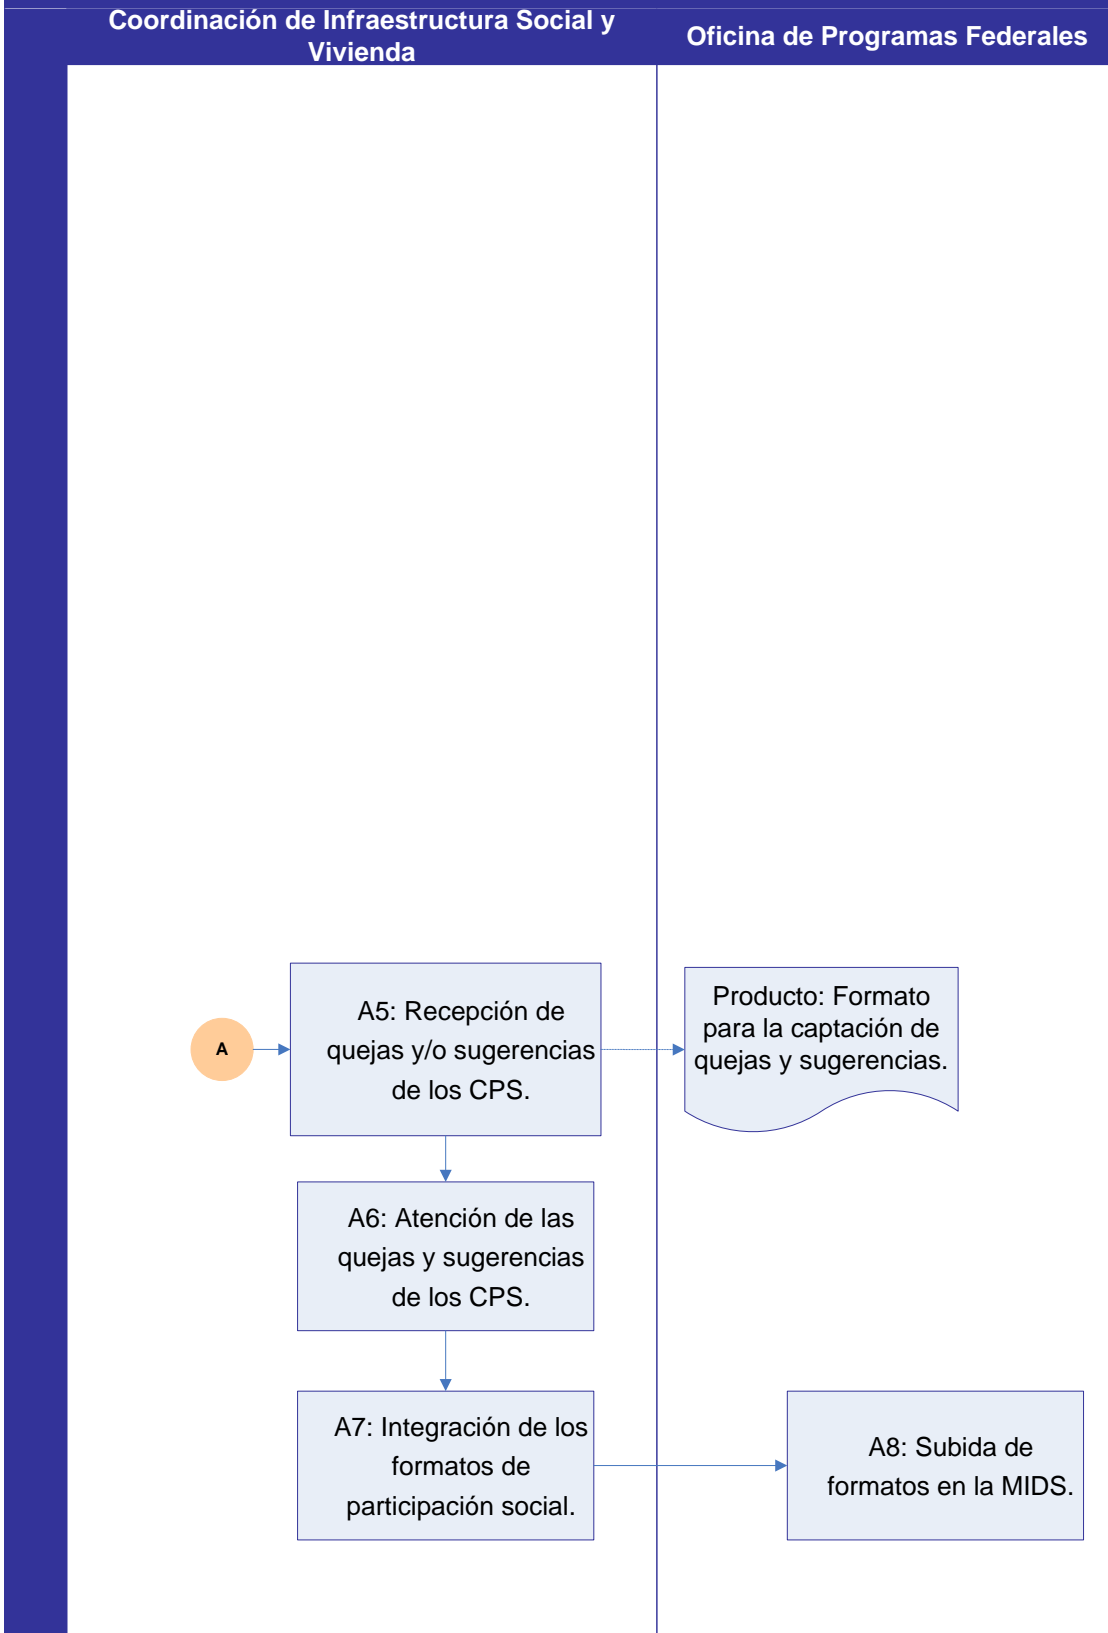 Coordinación de Infraestructura Social y
Vivienda
Oficina de Programas Federales
A
A5: Recepción de
quejas y/o sugerencias
de los CPS.
Producto: Formato
para la captación de
quejas y sugerencias.
A6: Atención de las
quejas y sugerencias
de los CPS.
A7: Integración de los
formatos de
participación social.
A8: Subida de
formatos en la MIDS.